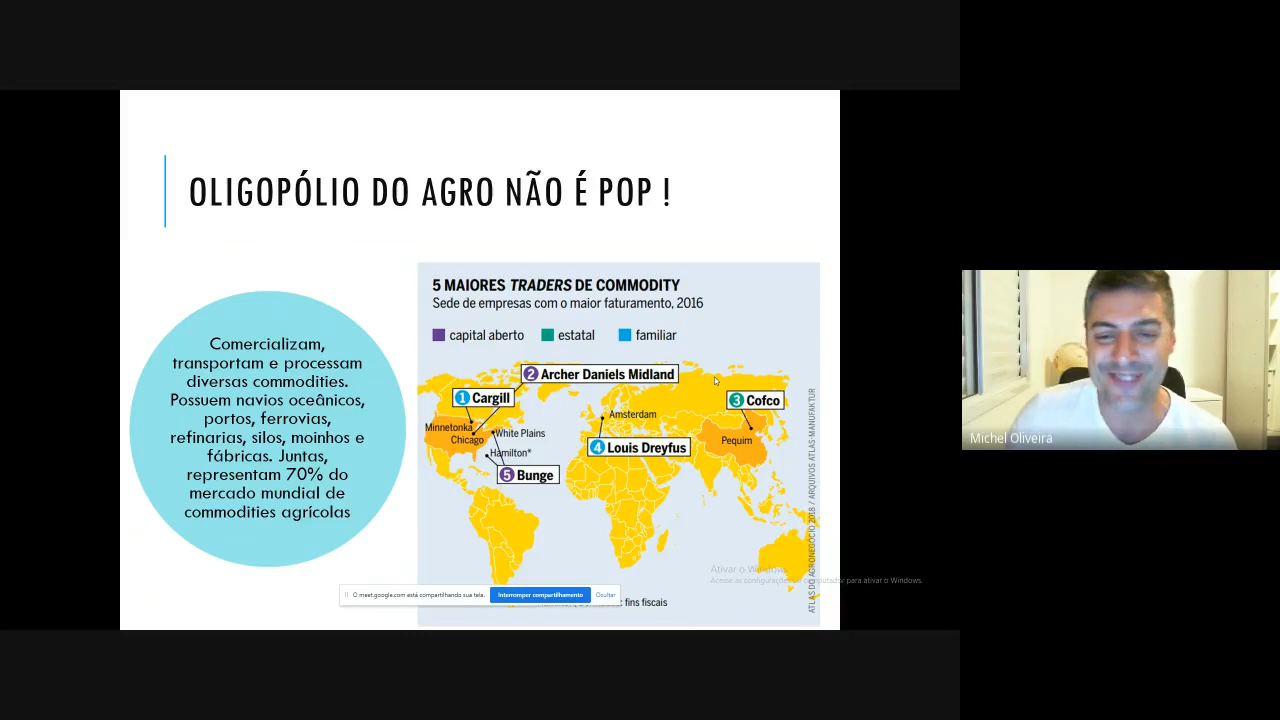 OLIGOPÓLIO DO AGRO NÃO É POP !
Comercializam,
transportam e processam
diversas commodities.
Possuem navios oceânicos,
portos, ferrovias,
refinarias, silos, moinhos e
fábricas. Juntas,
representam 70% do
mercado mundial de
commodities agrícolas
5 MAIORES TRADERS DE COMMODITY
Sede de empresas com o maior faturamento, 2016
capital aberto estatal familiar
2 Archer Daniels Midland
1 Cargill
3 Cofco
Amsterdam
Minnetonka
White Plains
Chicago
Pequim
4 Louis Dreyfus
Hamilton*
5 Bunge
fins fiscais
ATLAS DO AGRONEGÓCIO 2018 / ARQUIVOS ATLAS MANUFAKTUR
Ativar o Windows
Acesse as configurações do computador para ativar o Windows.
O meet.google.com está compartilhando sua tela. Interromper compartilhamento Ocultar
Michel Oliveira